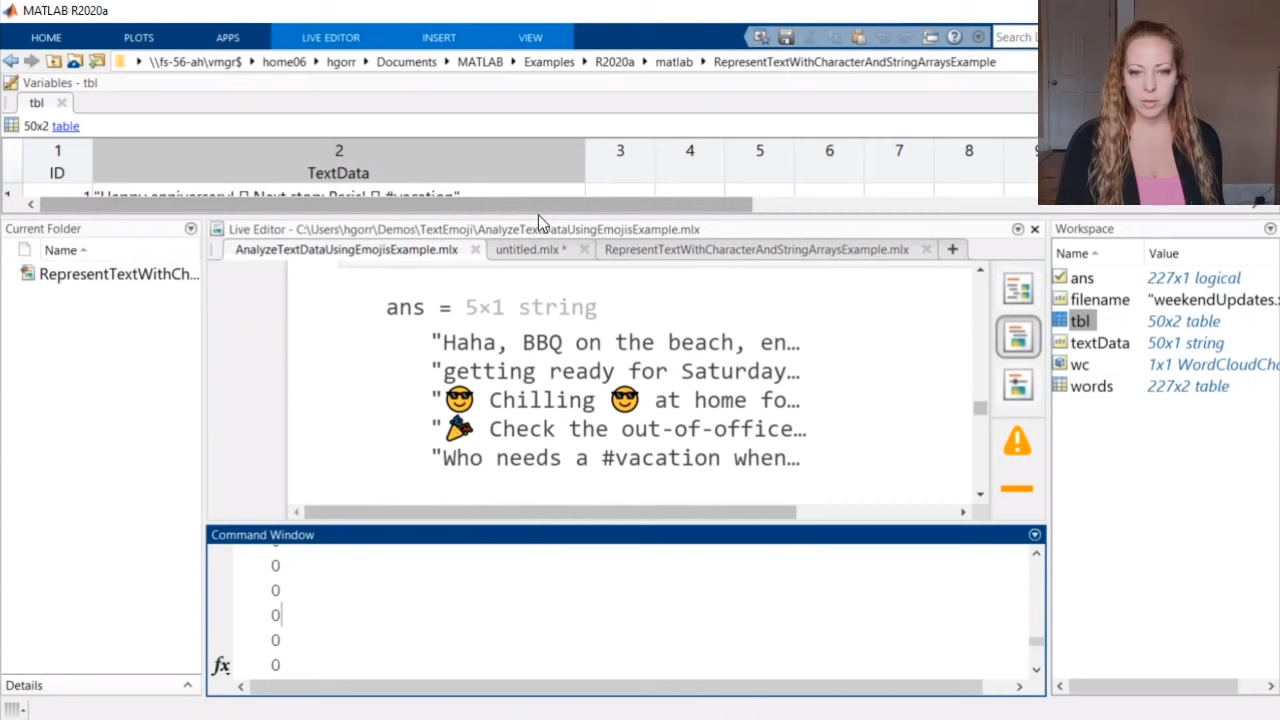 MATLAB R2020a
HOME PLOTS APPS LIVE EDITOR INSERT VIEW Search
\\fs-56-ah\vmgr$ ▸ home06 ▸ hgorr ▸ Documents ▸ MATLAB ▸ Examples ▸ R2020a ▸ matlab ▸ RepresentTextWithCharacterAndStringArraysExample
Variables - tbl
tbl
50x2 table
1 2 3 4 5 6 7 8
ID TextData
Current Folder
Name
RepresentTextWithCh...
Details
Live Editor - C:\Users\hgorr\Demos\TextEmoji\AnalyzeTextDataUsingEmojisExample.mlx
AnalyzeTextDataUsingEmojisExample.mlx untitled.mlx * RepresentTextWithCharacterAndStringArraysExample.mlx +
ans = 5×1 string
"Haha, BBQ on the beach, en…
"getting ready for Saturday…
"😎 Chilling 😎 at home fo…
"🎉 Check the out-of-office…
"Who needs a #vacation when…
Command Window
0
0
0
0
0
fx
Workspace
Name Value
ans 227x1 logical
filename "weekendUpdates.x
tbl 50x2 table
textData 50x1 string
wc 1x1 WordCloudCha
words 227x2 table